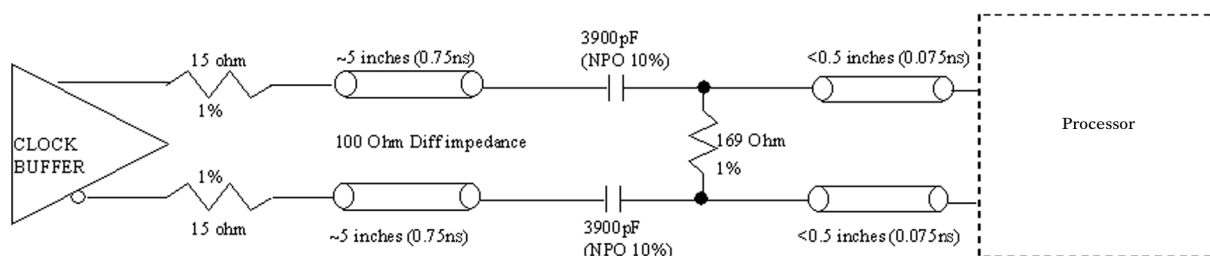 15 ohm
1%
~5 inches (0.75ns)
3900pF
(NPO 10%)
<0.5 inches (0.075ns)
Processor
CLOCK
BUFFER
100 Ohm Diff impedance
169 Ohm
1%
1%
15 ohm
~5 inches (0.75ns)
3900pF
(NPO 10%)
<0.5 inches (0.075ns)